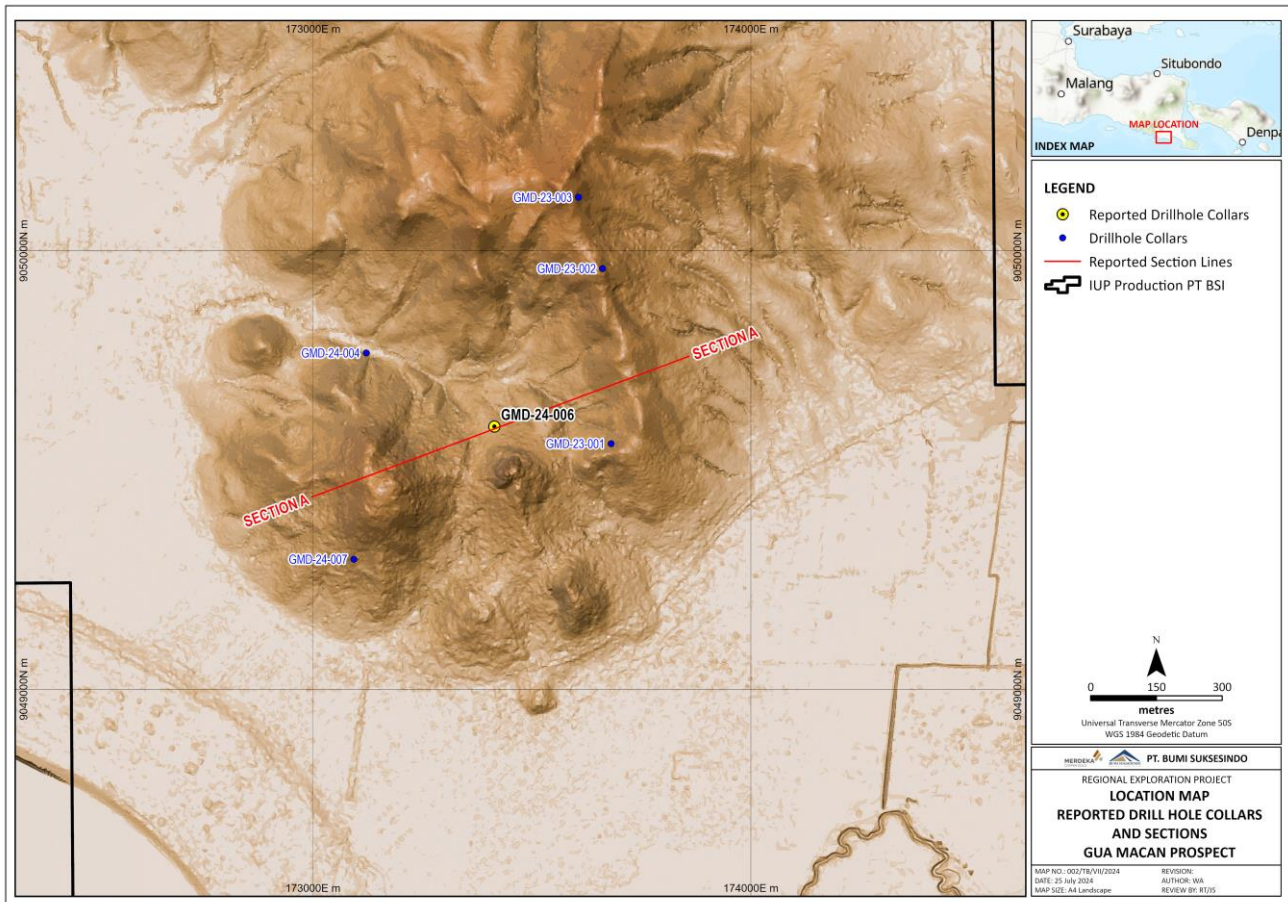 173000E m
174000E m
9050000N m
9050000N m
9049000N m
9049000N m
173000E m
174000E m
GMD-23-003
GMD-23-002
GMD-24-004
SECTION A
GMD-24-006
GMD-23-001
SECTION A
GMD-24-007
Surabaya
Situbondo
Malang
MAP LOCATION
Denpa
INDEX MAP
LEGEND
Reported Drillhole Collars
Drillhole Collars
Reported Section Lines
IUP Production PT BSI
N
0 150 300
metres
Universal Transverse Mercator Zone 50S
WGS 1984 Geodetic Datum
MERDEKA
PT. BUMI SUKSESINDO
REGIONAL EXPLORATION PROJECT
LOCATION MAP
REPORTED DRILL HOLE COLLARS
AND SECTIONS
GUA MACAN PROSPECT
MAP NO.: 002/TB/VII/2024 REVISION:
DATE: 25 July 2024 AUTHOR: WA
MAP SIZE: A4 Landscape REVIEW BY: RT/IS